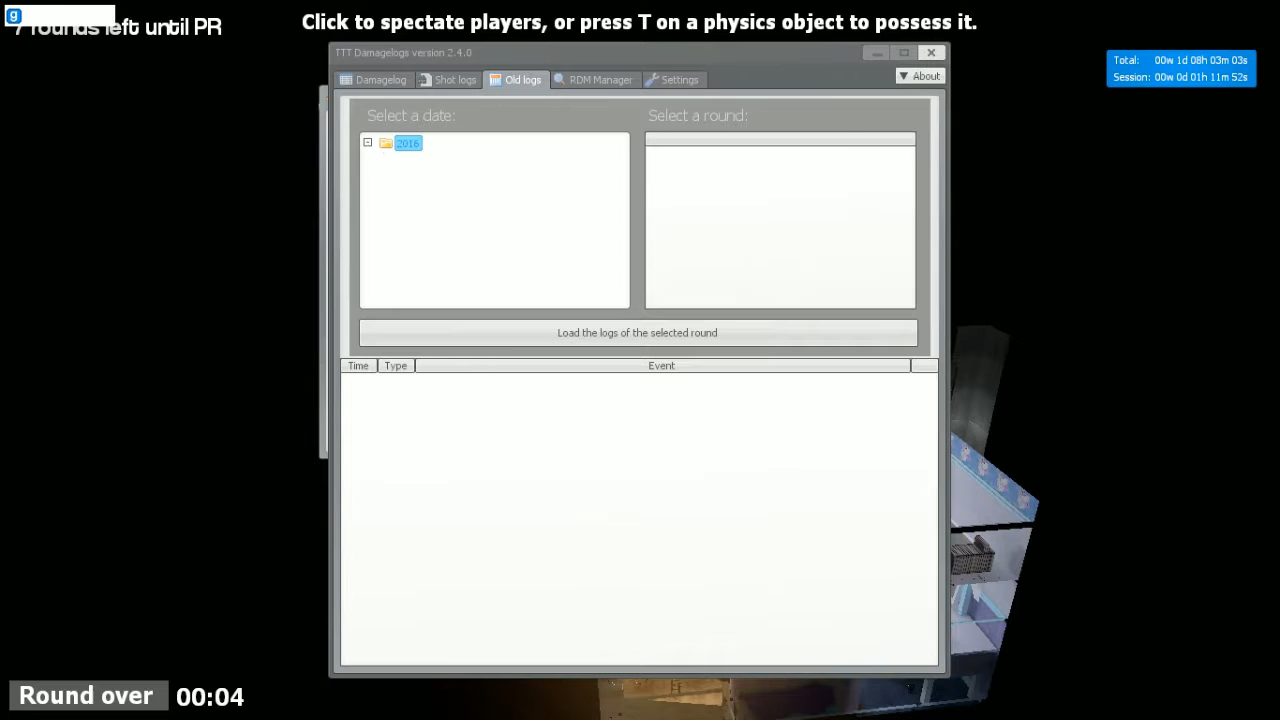 g
7 rounds left until PR
Click to spectate players, or press T on a physics object to possess it.
TTT Damagelogs version 2.4.0
Damagelog
Shot logs
Old logs
RDM Manager
Settings
▼ About
Total: 00w 1d 08h 03m 03s
Session: 00w 0d 01h 11m 52s
Select a date:
Select a round:
2016
Load the logs of the selected round
Time
Type
Event
Round over 00:04